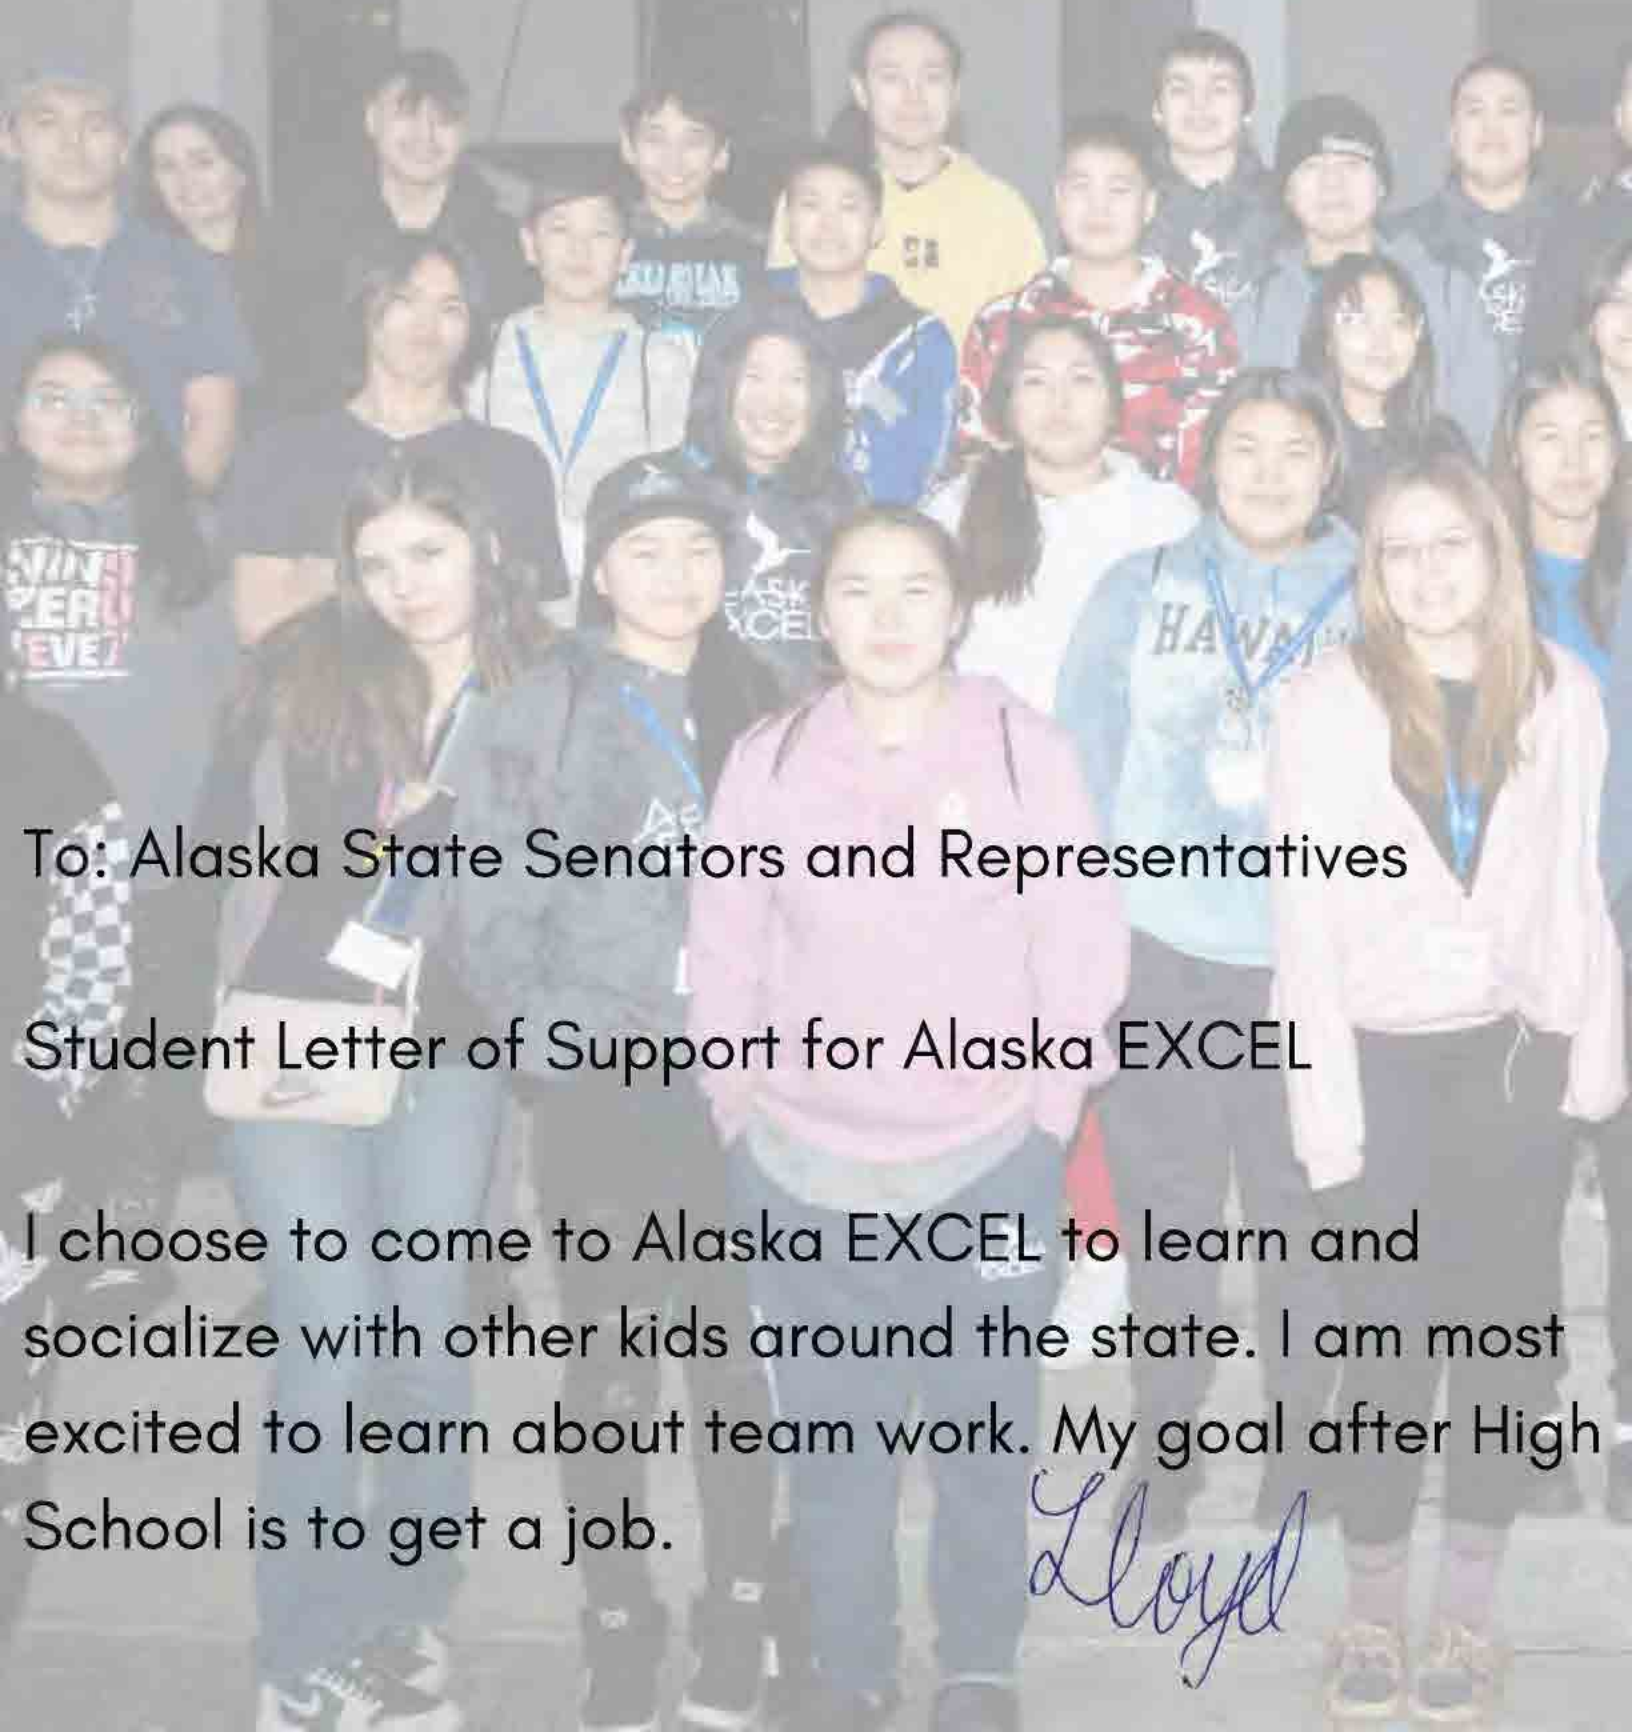 To: Alaska State Senators and Representatives
Student Letter of Support for Alaska EXCEL
I choose to come to Alaska EXCEL to learn and
socialize with other kids around the state. I am most
excited to learn about team work. My goal after High
School is to get a job.
Lloyd
HAWAII